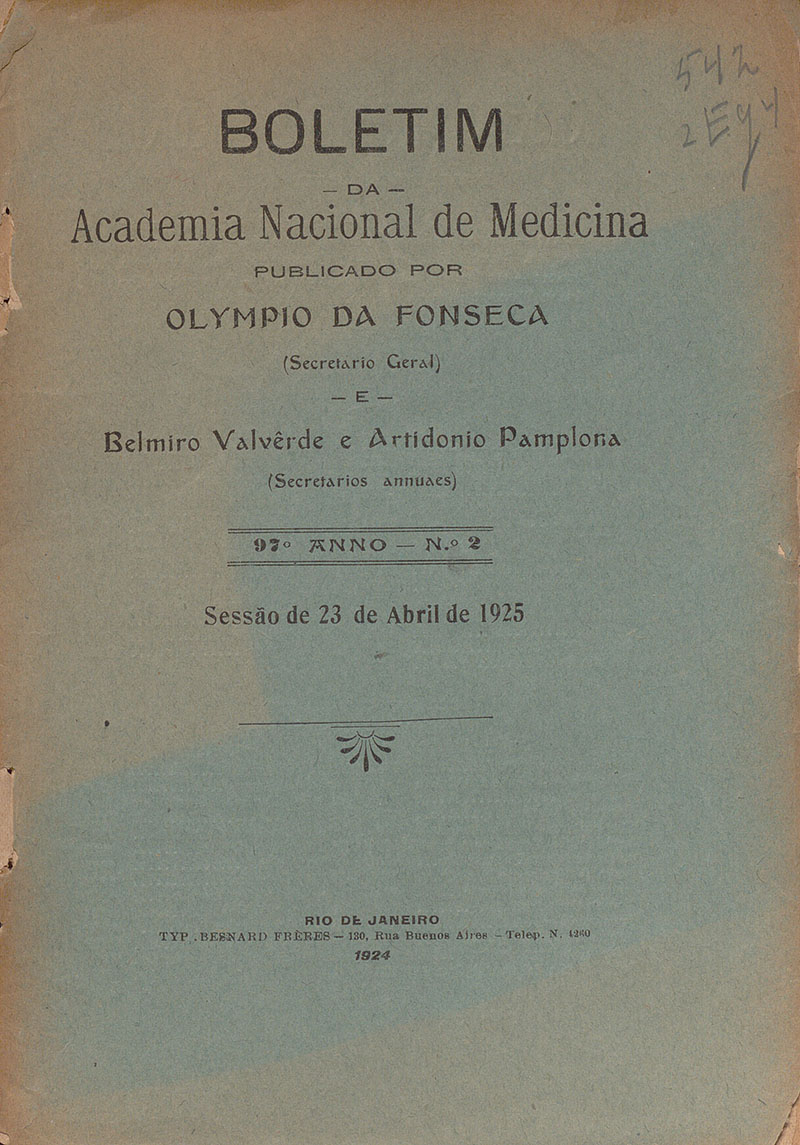 542
BOLETIM
— DA —
Academia Nacional de Medicina
PUBLICADO POR
OLYMPIO DA FONSECA
(Secretario Geral)
— E —
Belmiro Valvêrde e Artidonio Pamplona
(Secretarios annuaes)
97º ANNO — N.º 2
Sessão de 23 de Abril de 1925
RIO DE JANEIRO
TYP . BESNARD FRÈRES — 130, Rua Buenos Aires — Telep. N. 4260
1924